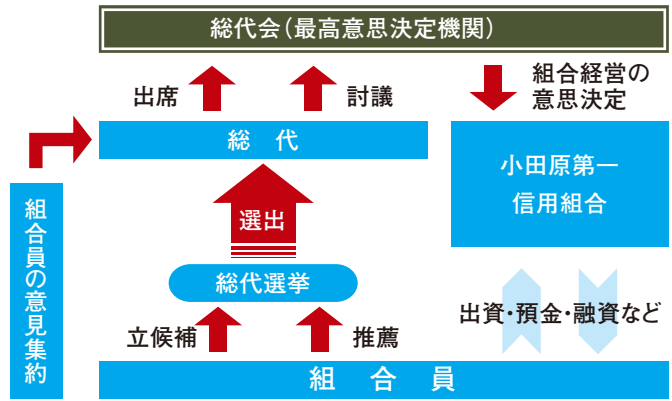 総代会(最高意思決定機関)
出席
討議
組合経営の
意思決定
総代
小田原第一
信用組合
選出
組合員の意見集約
総代選挙
出資・預金・融資など
立候補
推薦
組合員